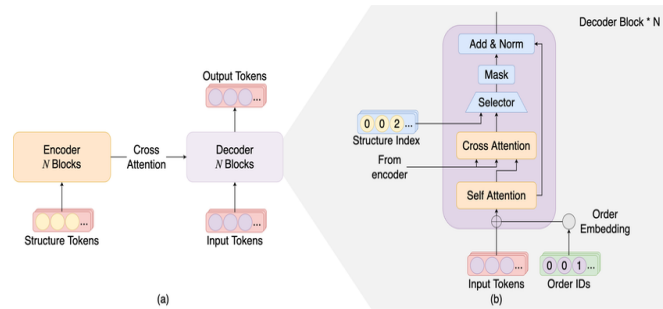 Output Tokens
...
Encoder
N Blocks
Cross
Attention
Decoder
N Blocks
...
Structure Tokens
...
Input Tokens
(a)
Decoder Block * N
Add & Norm
Mask
Selector
0 0 2 ...
Structure Index
Cross Attention
From
encoder
Self Attention
Order
Embedding
...
Input Tokens
0 0 1 ...
Order IDs
(b)